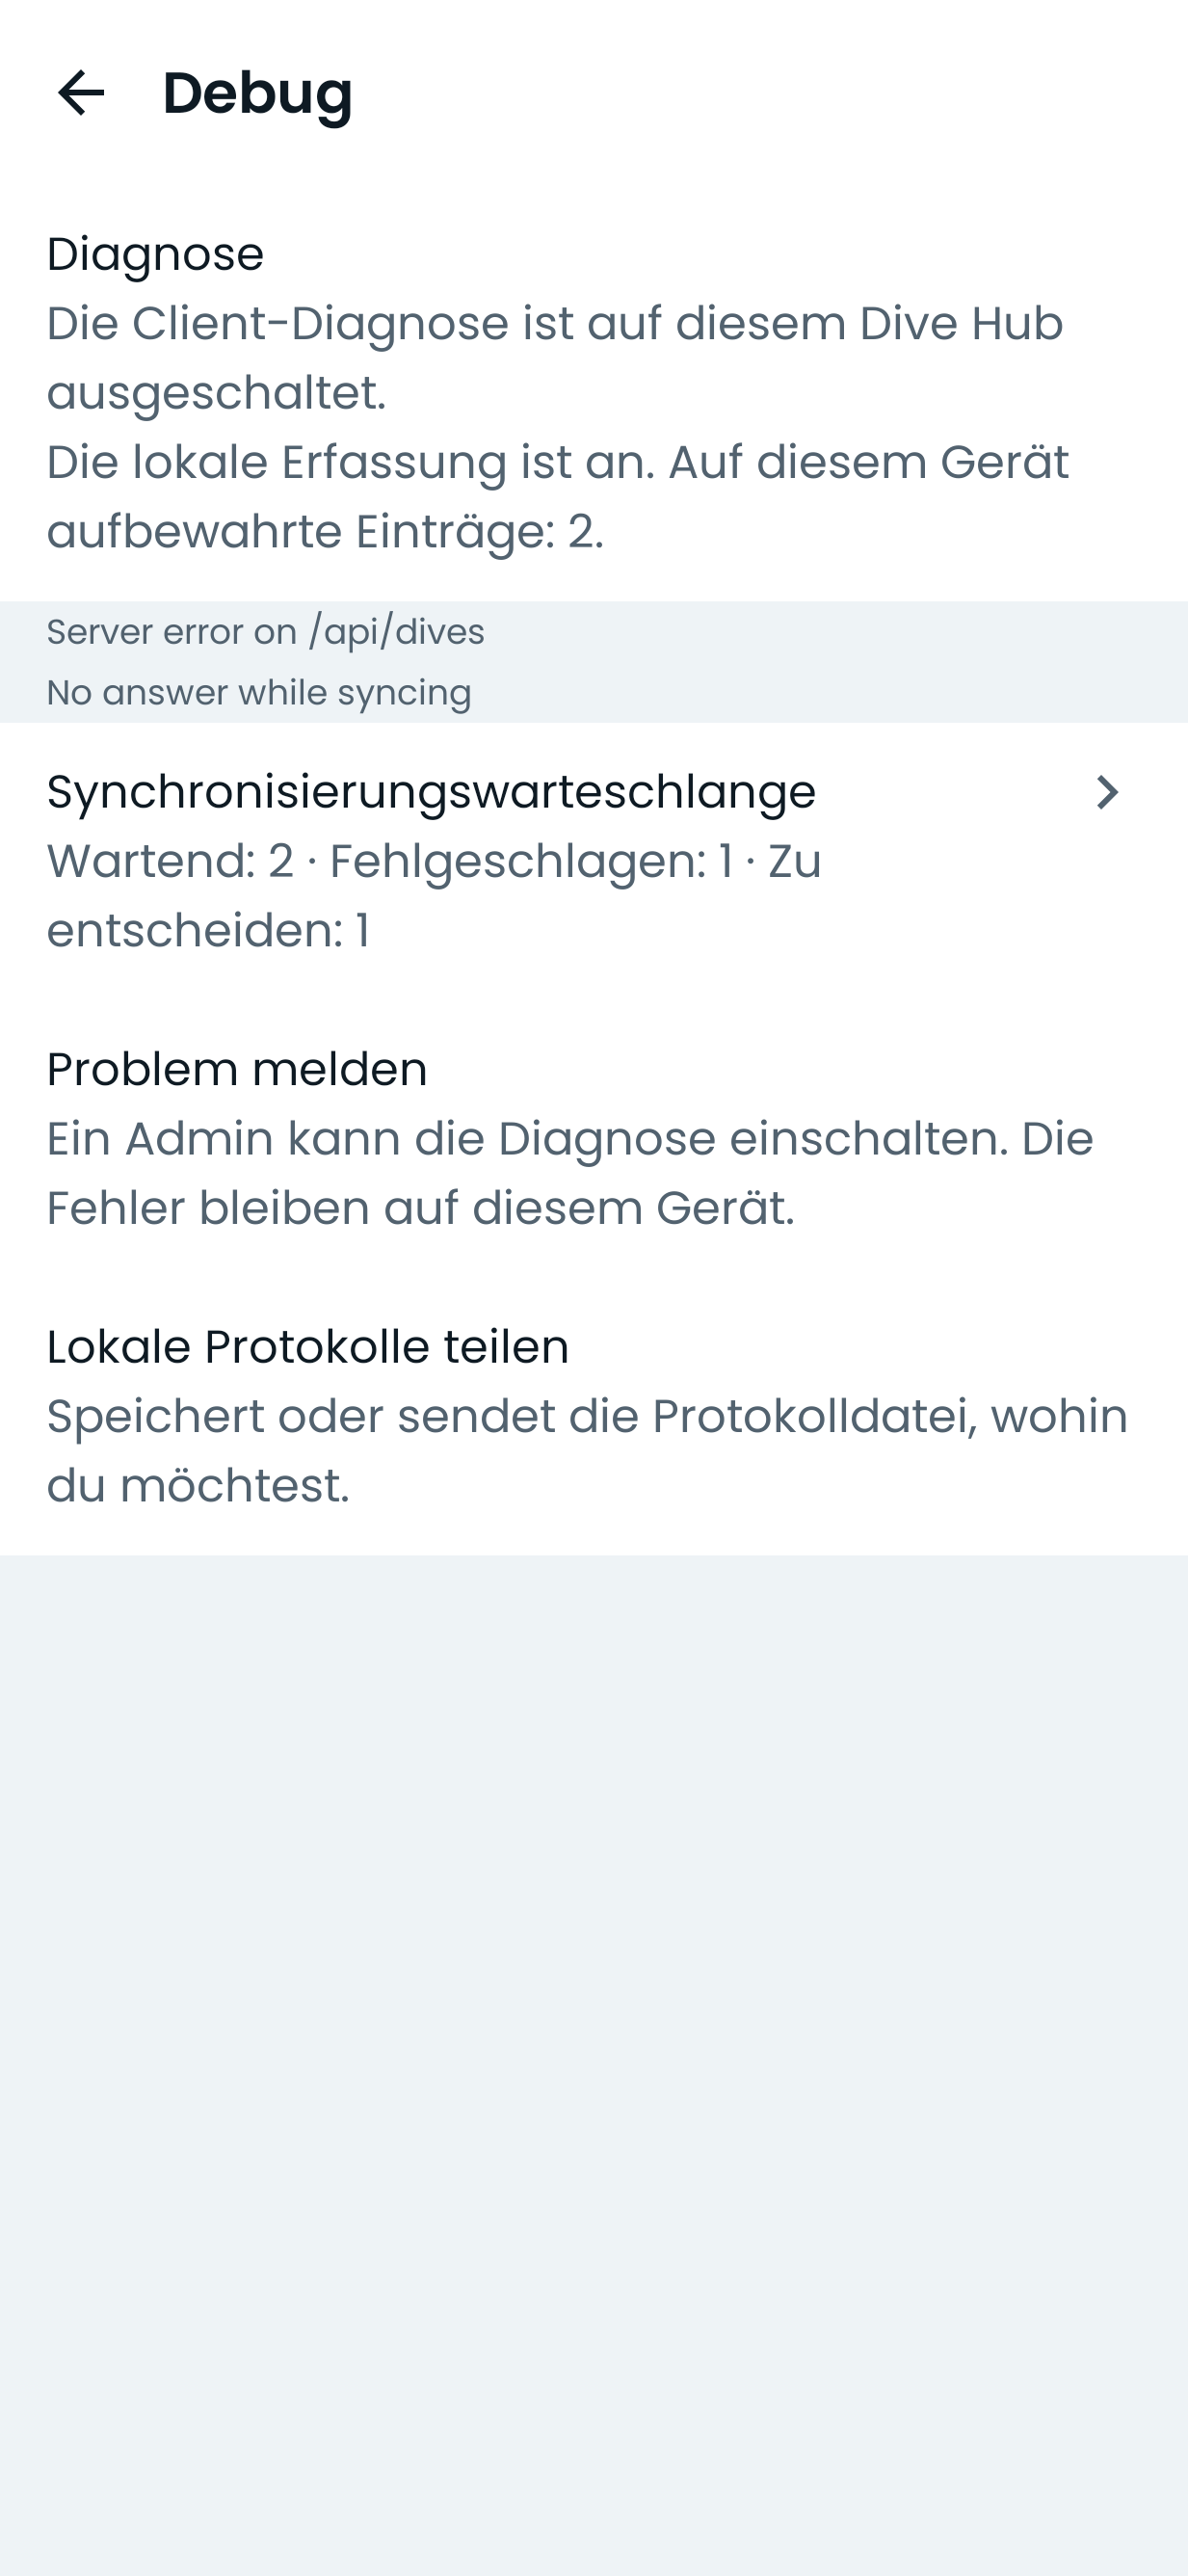 Debug
Diagnose
Die Client-Diagnose ist auf diesem Dive Hub
ausgeschaltet.
Die lokale Erfassung ist an. Auf diesem Gerät
aufbewahrte Einträge: 2.
Server error on /api/dives
No answer while syncing
Synchronisierungswarteschlange
Wartend: 2 · Fehlgeschlagen: 1 · Zu
entscheiden: 1
Problem melden
Ein Admin kann die Diagnose einschalten. Die
Fehler bleiben auf diesem Gerät.
Lokale Protokolle teilen
Speichert oder sendet die Protokolldatei, wohin
du möchtest.